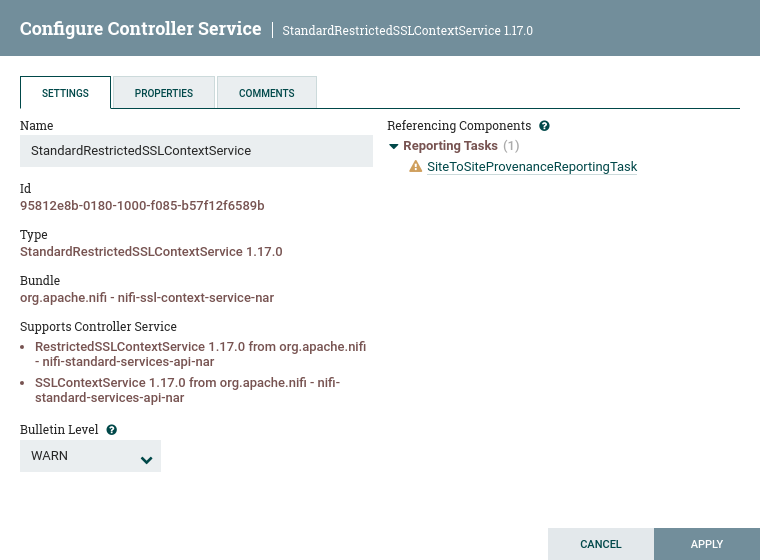 Configure Controller Service | StandardRestrictedSSLContextService 1.17.0
SETTINGS PROPERTIES COMMENTS
Name
StandardRestrictedSSLContextService
Id
95812e8b-0180-1000-f085-b57f12f6589b
Type
StandardRestrictedSSLContextService 1.17.0
Bundle
org.apache.nifi - nifi-ssl-context-service-nar
Supports Controller Service
• RestrictedSSLContextService 1.17.0 from org.apache.nifi
- nifi-standard-services-api-nar
• SSLContextService 1.17.0 from org.apache.nifi - nifi-
standard-services-api-nar
Bulletin Level
WARN
Referencing Components
Reporting Tasks (1)
SiteToSiteProvenanceReportingTask
CANCEL APPLY